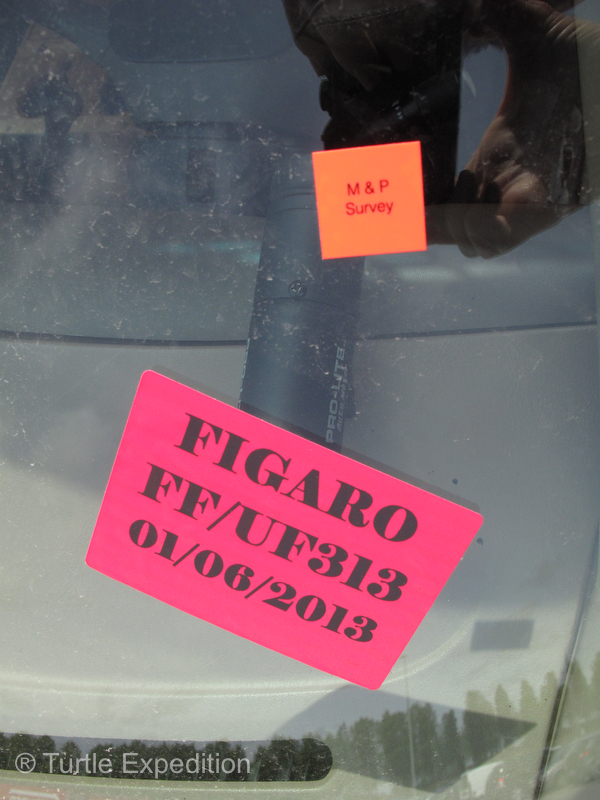 M & P
Survey
PRO-LITE
FIGARO
FF/UF313
01/06/2013
® Turtle Expedition